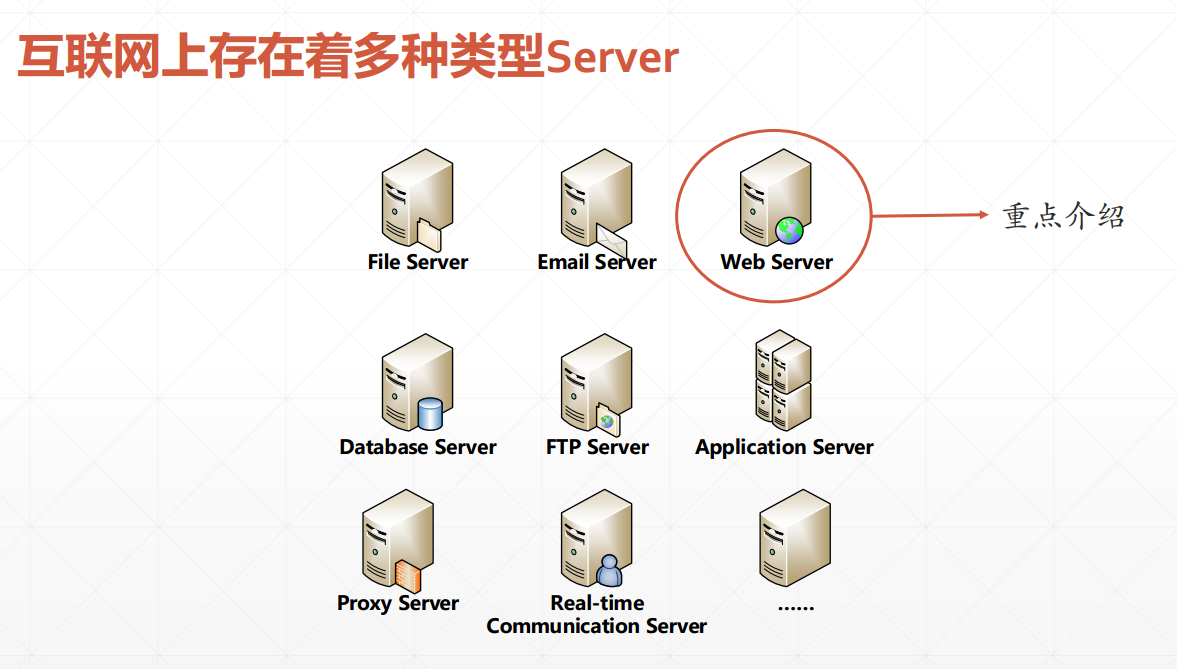 互联网上存在着多种类型Server
File Server
Email Server
Web Server
重点介绍
Database Server
FTP Server
Application Server
Proxy Server
Real-time
Communication Server
……